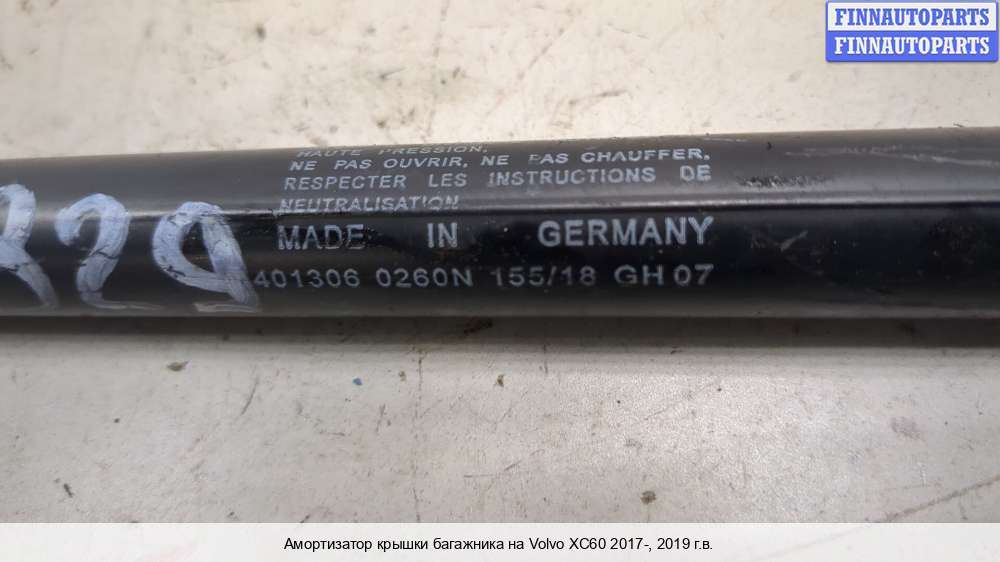 FINNAUTOPARTS
FINNAUTOPARTS
HAUTE PRESSION,
NE PAS OUVRIR, NE PAS CHAUFFER,
RESPECTER LES INSTRUCTIONS DE
NEUTRALISATION
MADE IN GERMANY
401306 0260N 155/18 GH 07
Амортизатор крышки багажника на Volvo XC60 2017-, 2019 г.в.